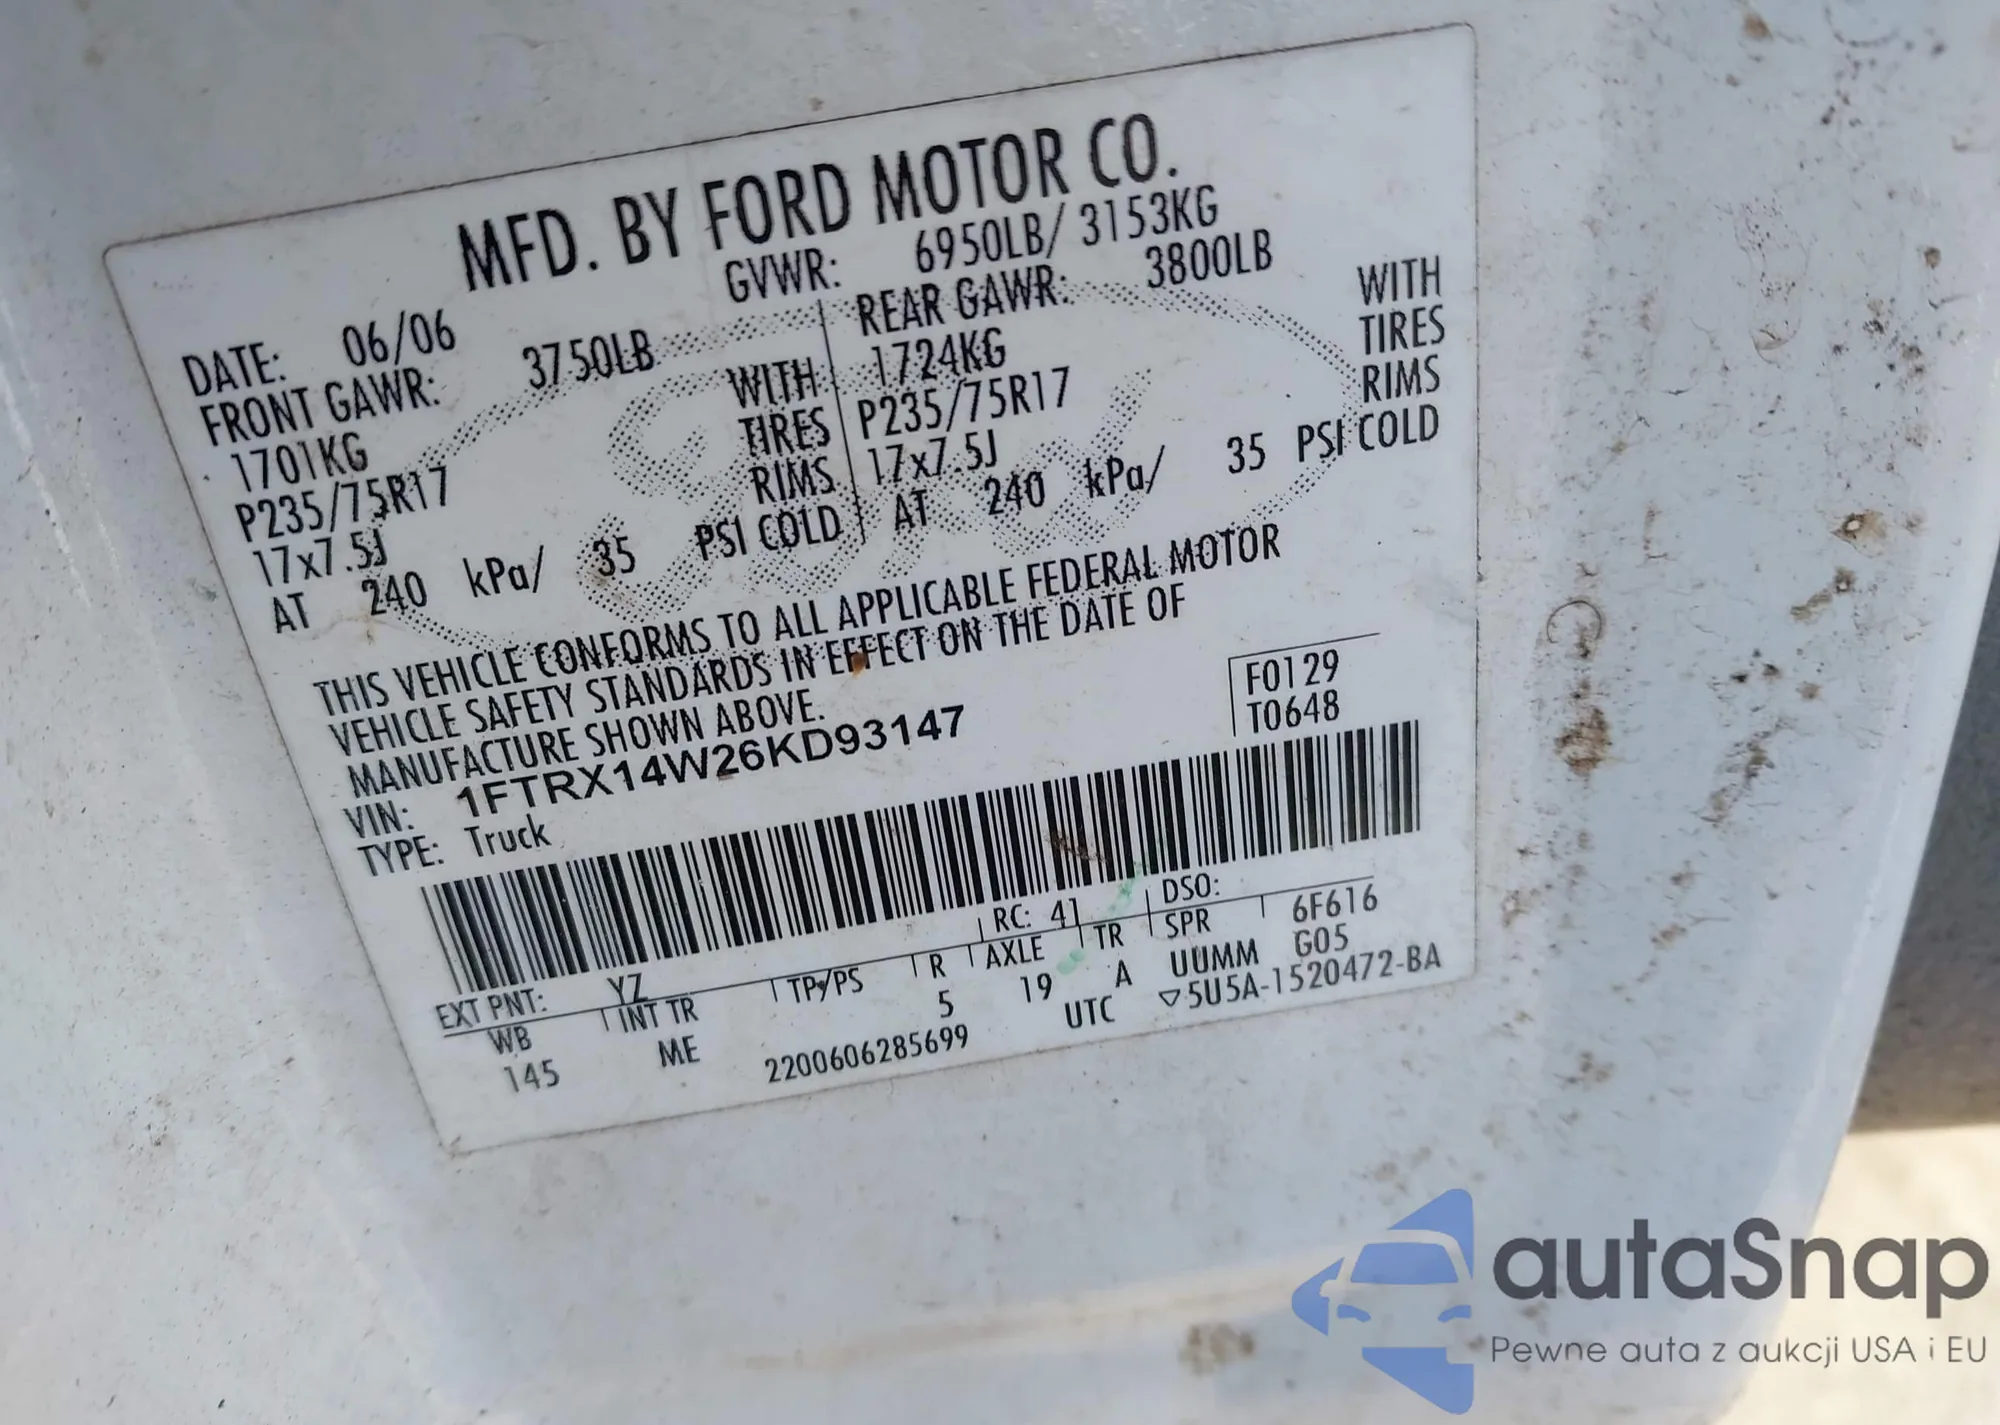 MFD. BY FORD MOTOR CO.
DATE: 06/06 GVWR: 6950LB/ 3153KG
FRONT GAWR: 3750LB REAR GAWR: 3800LB
1701KG WITH 1724KG WITH
P235/75R17 TIRES P235/75R17 TIRES
17x7.5J RIMS 17x7.5J RIMS
AT 240 kPa/ 35 PSI COLD AT 240 kPa/ 35 PSI COLD
THIS VEHICLE CONFORMS TO ALL APPLICABLE FEDERAL MOTOR
VEHICLE SAFETY STANDARDS IN EFFECT ON THE DATE OF
MANUFACTURE SHOWN ABOVE.
VIN: 1FTRX14W26KD93147 F0129
TYPE: Truck T0648
EXT PNT: YZ RC: 41 DSO:
WB INT TR TP/PS R AXLE TR SPR 6F616
145 ME 5 19 A UUMM G05
2200606285699 UTC ▽5U5A-1520472-BA
autaSnap
Pewne auta z aukcji USA i EU